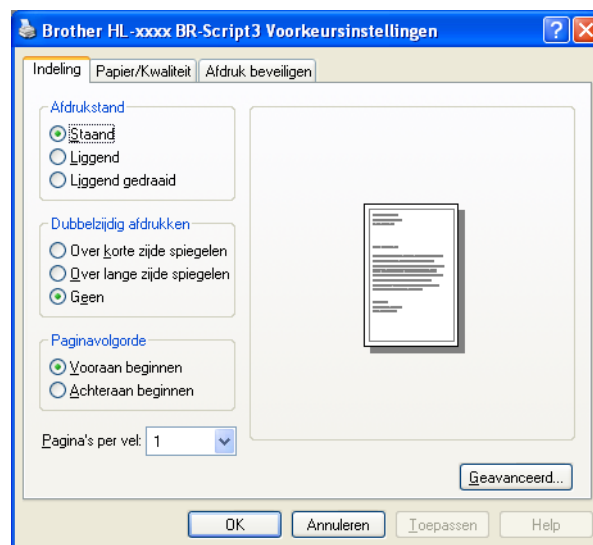 Brother HL-xxxx BR-Script3 Voorkeursinstellingen
Indeling Papier/Kwaliteit Afdruk beveiligen
Afdrukstand
Staand
Liggend
Liggend gedraaid
Dubbelzijdig afdrukken
Over korte zijde spiegelen
Over lange zijde spiegelen
Geen
Paginavolgorde
Vooraan beginnen
Achteraan beginnen
Pagina's per vel: 1
Geavanceerd...
OK Annuleren Toepassen Help